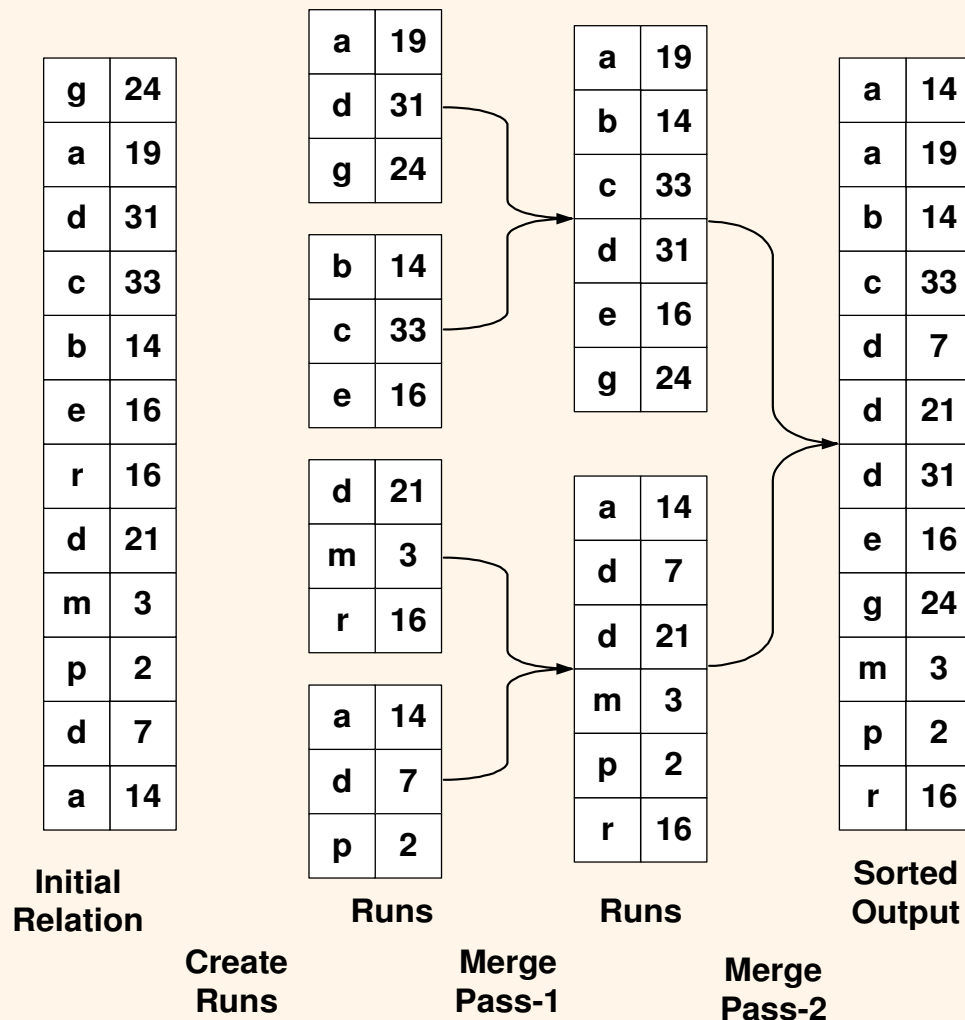 g 24
a 19
d 31
c 33
b 14
e 16
r 16
d 21
m 3
p 2
d 7
a 14
Initial
Relation
Create
Runs
a 19
d 31
g 24
b 14
c 33
e 16
d 21
m 3
r 16
a 14
d 7
p 2
Runs
Merge
Pass-1
a 19
b 14
c 33
d 31
e 16
g 24
a 14
d 7
d 21
m 3
p 2
r 16
Runs
Merge
Pass-2
a 14
a 19
b 14
c 33
d 7
d 21
d 31
e 16
g 24
m 3
p 2
r 16
Sorted
Output